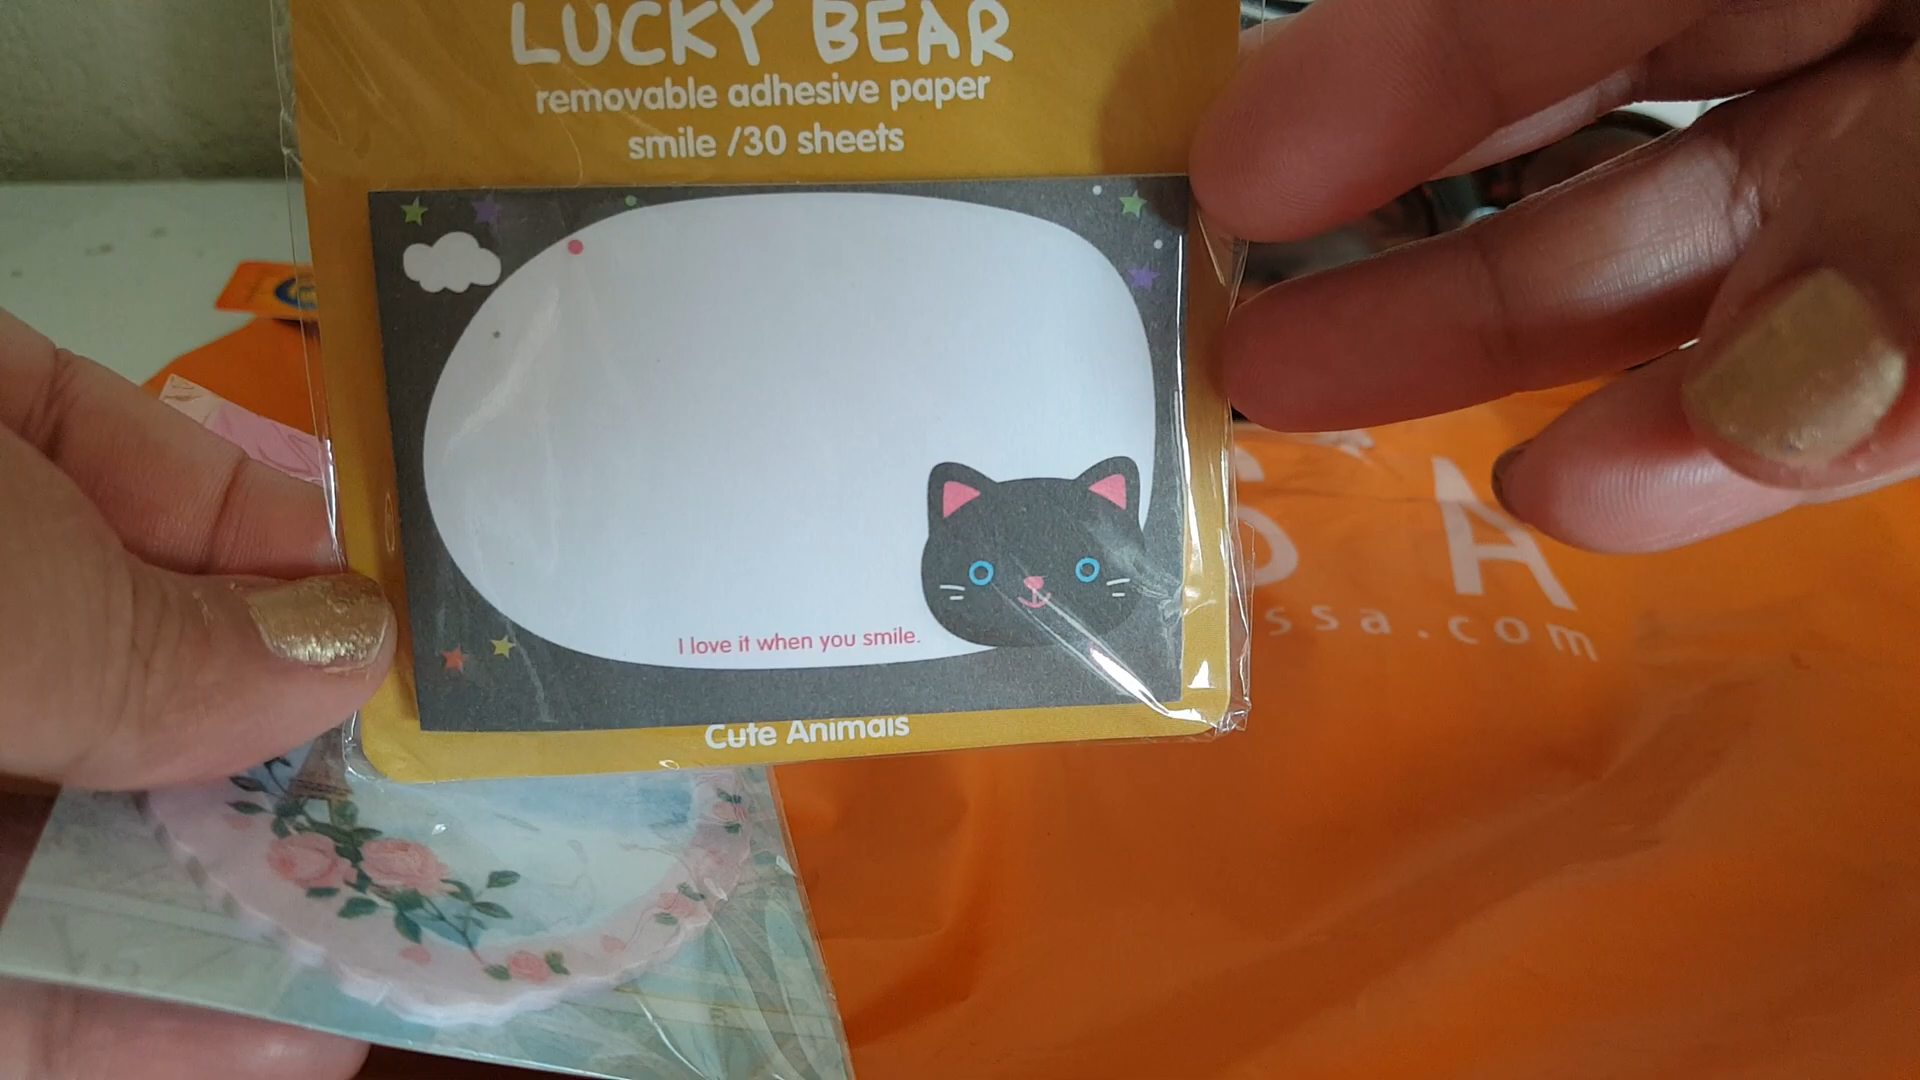 LUCKY BEAR
removable adhesive paper
smile /30 sheets
I love it when you smile.
Cute Animals
S A
ssa.com